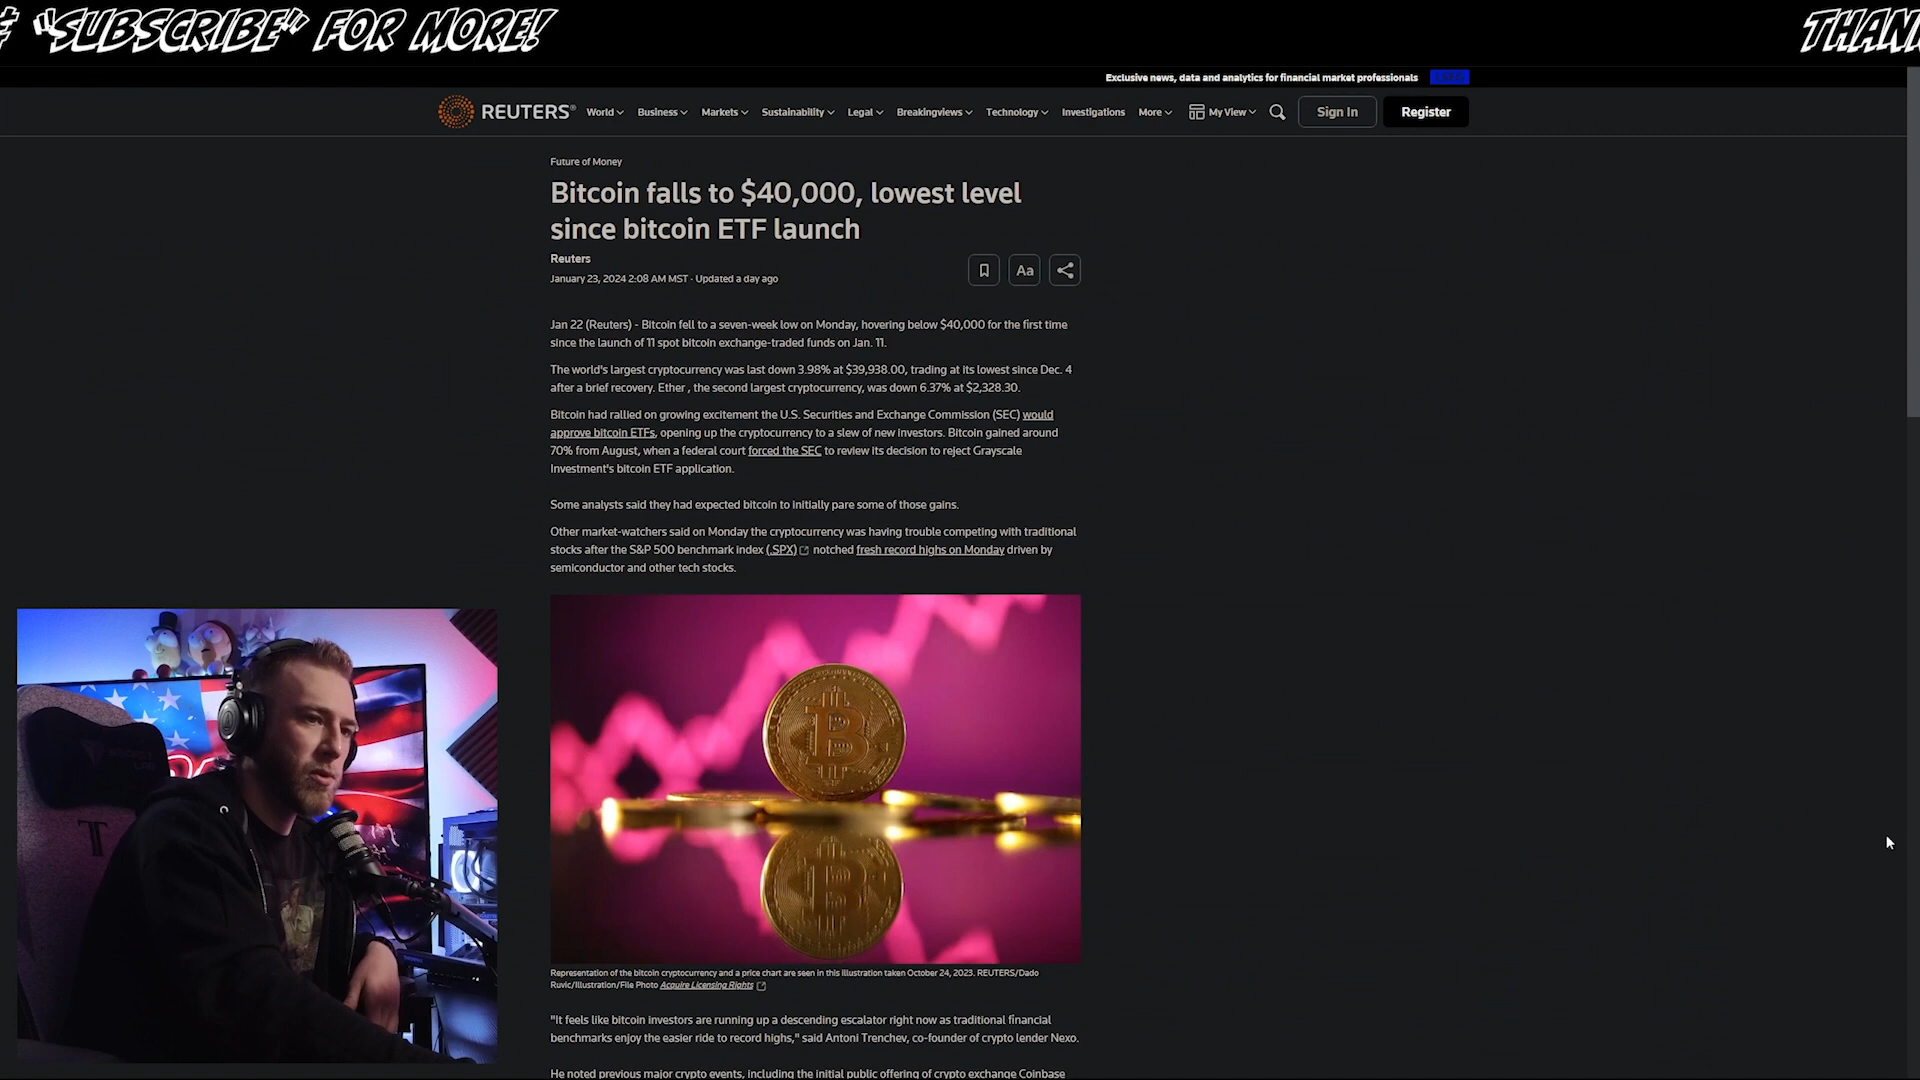 "SUBSCRIBE" FOR MORE!
Exclusive news, data and analytics for financial market professionals
REUTERS®
World
Business
Markets
Sustainability
Legal
Breakingviews
Technology
Investigations
More
My View
Sign In
Register
Future of Money
Bitcoin falls to $40,000, lowest level
since bitcoin ETF launch
Reuters
January 23, 2024 2:08 AM MST · Updated a day ago
Aa
Jan 22 (Reuters) - Bitcoin fell to a seven-week low on Monday, hovering below $40,000 for the first time
since the launch of 11 spot bitcoin exchange-traded funds on Jan. 11.
The world's largest cryptocurrency was last down 3.98% at $39,938.00, trading at its lowest since Dec. 4
after a brief recovery. Ether , the second largest cryptocurrency, was down 6.37% at $2,328.30.
Bitcoin had rallied on growing excitement the U.S. Securities and Exchange Commission (SEC) would
approve bitcoin ETFs, opening up the cryptocurrency to a slew of new investors. Bitcoin gained around
70% from August, when a federal court forced the SEC to review its decision to reject Grayscale
Investment's bitcoin ETF application.
Some analysts said they had expected bitcoin to initially pare some of those gains.
Other market-watchers said on Monday the cryptocurrency was having trouble competing with traditional
stocks after the S&P 500 benchmark index (.SPX) notched fresh record highs on Monday driven by
semiconductor and other tech stocks.
Representation of the bitcoin cryptocurrency and a price chart are seen in this illustration taken October 24, 2023. REUTERS/Dado
Ruvic/Illustration/File Photo Acquire Licensing Rights
"It feels like bitcoin investors are running up a descending escalator right now as traditional financial
benchmarks enjoy the easier ride to record highs," said Antoni Trenchev, co-founder of crypto lender Nexo.
He noted previous major crypto events, including the initial public offering of crypto exchange Coinbase